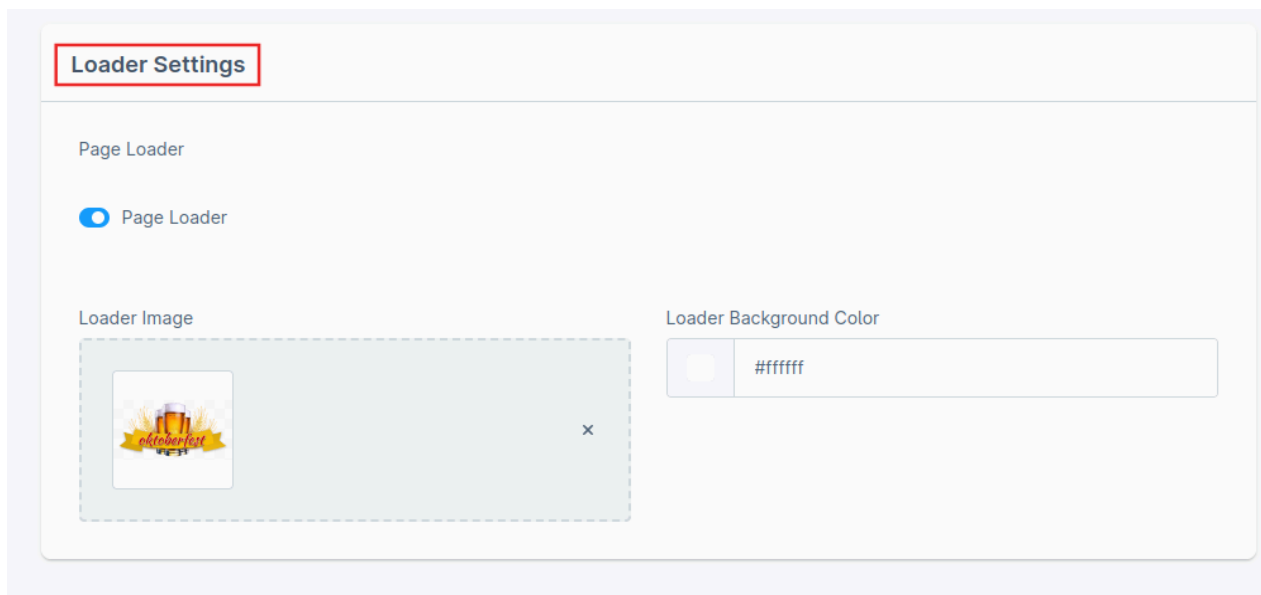 Loader Settings
Page Loader
Page Loader
Loader Image
Loader Background Color
oktoberfest
#ffffff
×